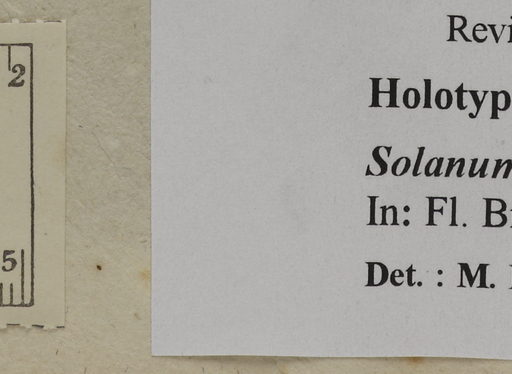 2
5
Revi
Holotyp
Solanum
In: Fl. B
Det. : M.